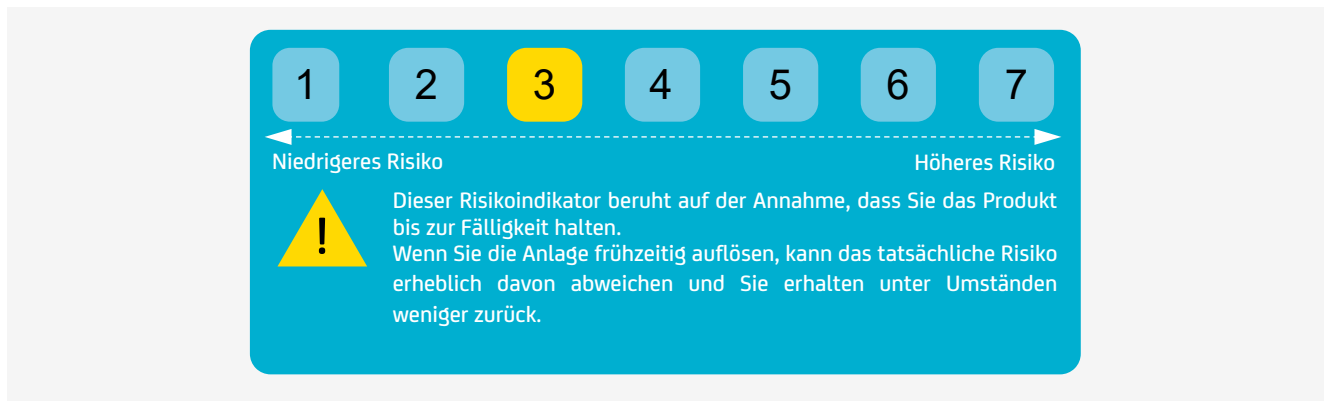 1 2 3 4 5 6 7
Niedrigeres Risiko Höheres Risiko
!
Dieser Risikoindikator beruht auf der Annahme, dass Sie das Produkt
bis zur Fälligkeit halten.
Wenn Sie die Anlage frühzeitig auflösen, kann das tatsächliche Risiko
erheblich davon abweichen und Sie erhalten unter Umständen
weniger zurück.